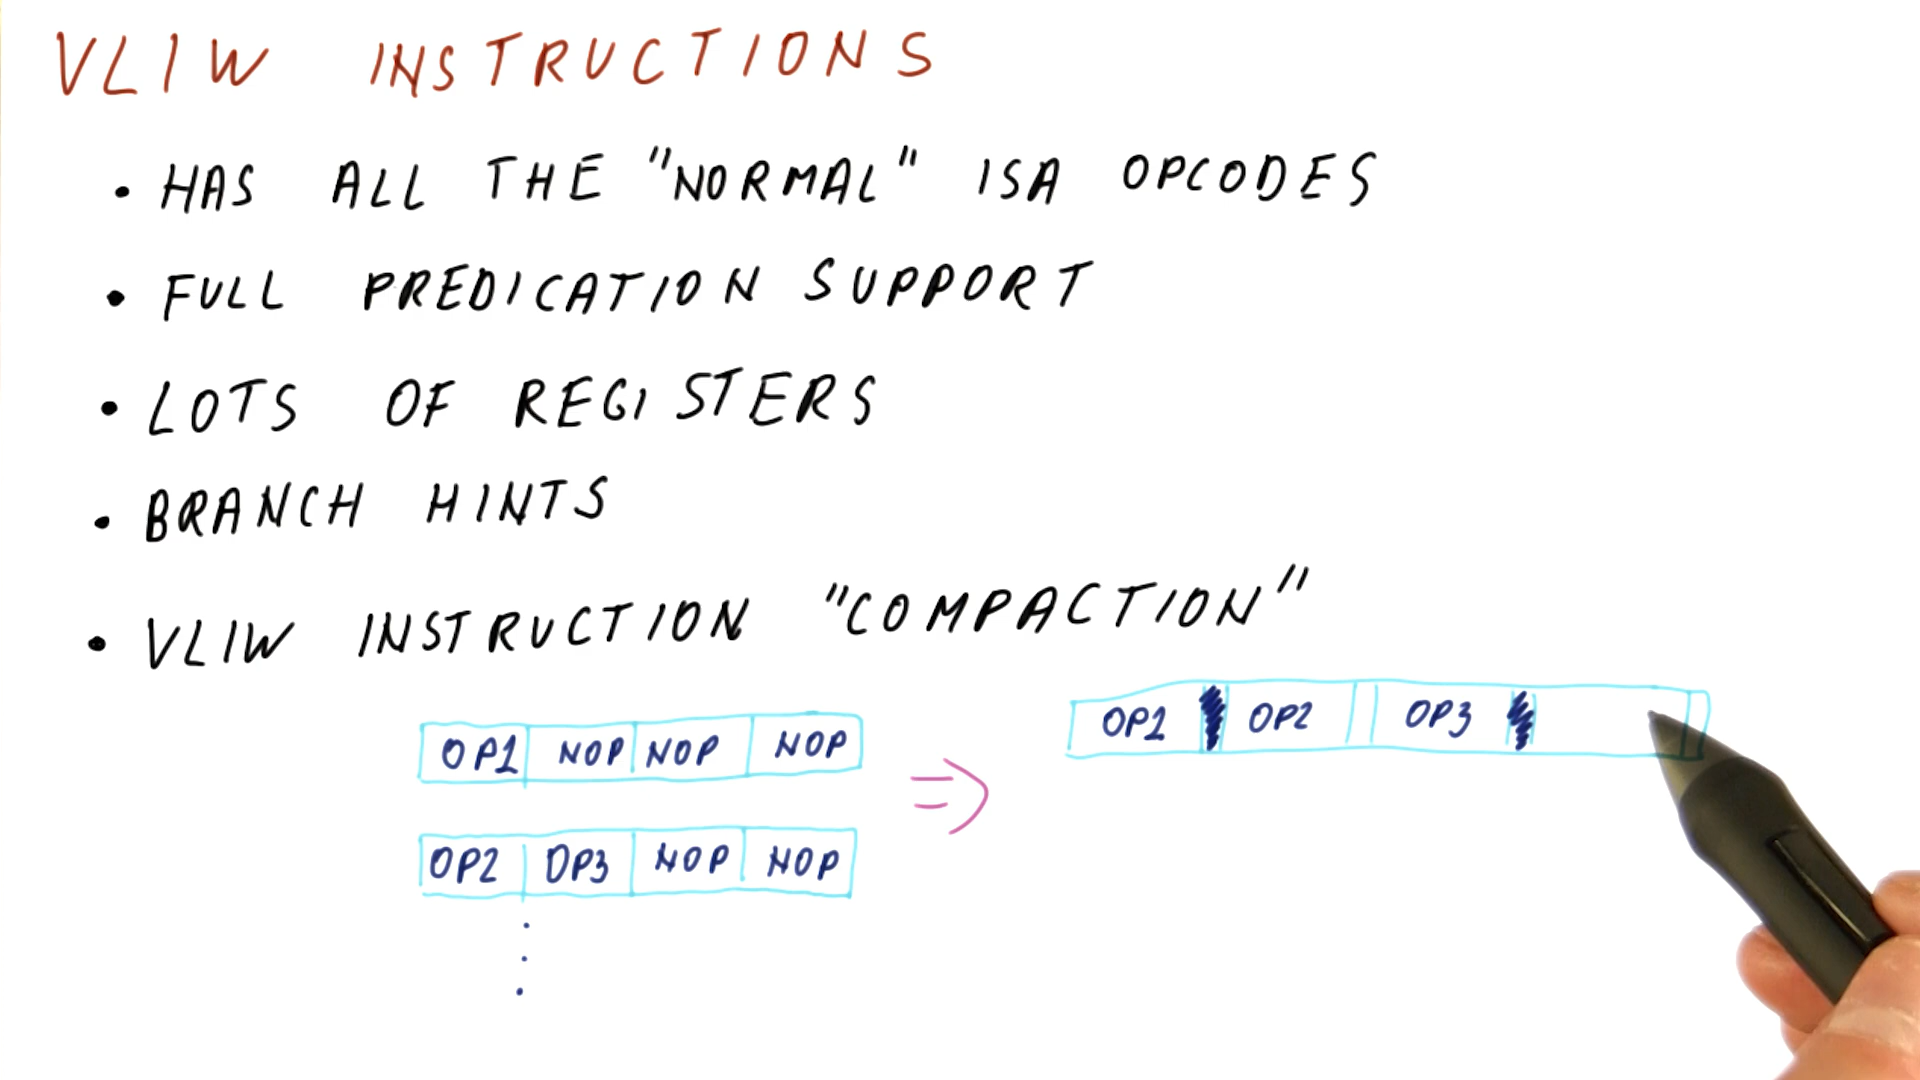 VLIW INSTRUCTIONS
• HAS ALL THE "NORMAL" ISA OPCODES
• FULL PREDICATION SUPPORT
• LOTS OF REGISTERS
• BRANCH HINTS
• VLIW INSTRUCTION "COMPACTION"
OP1 NOP NOP NOP => OP1 OP2 OP3
OP2 OP3 NOP NOP